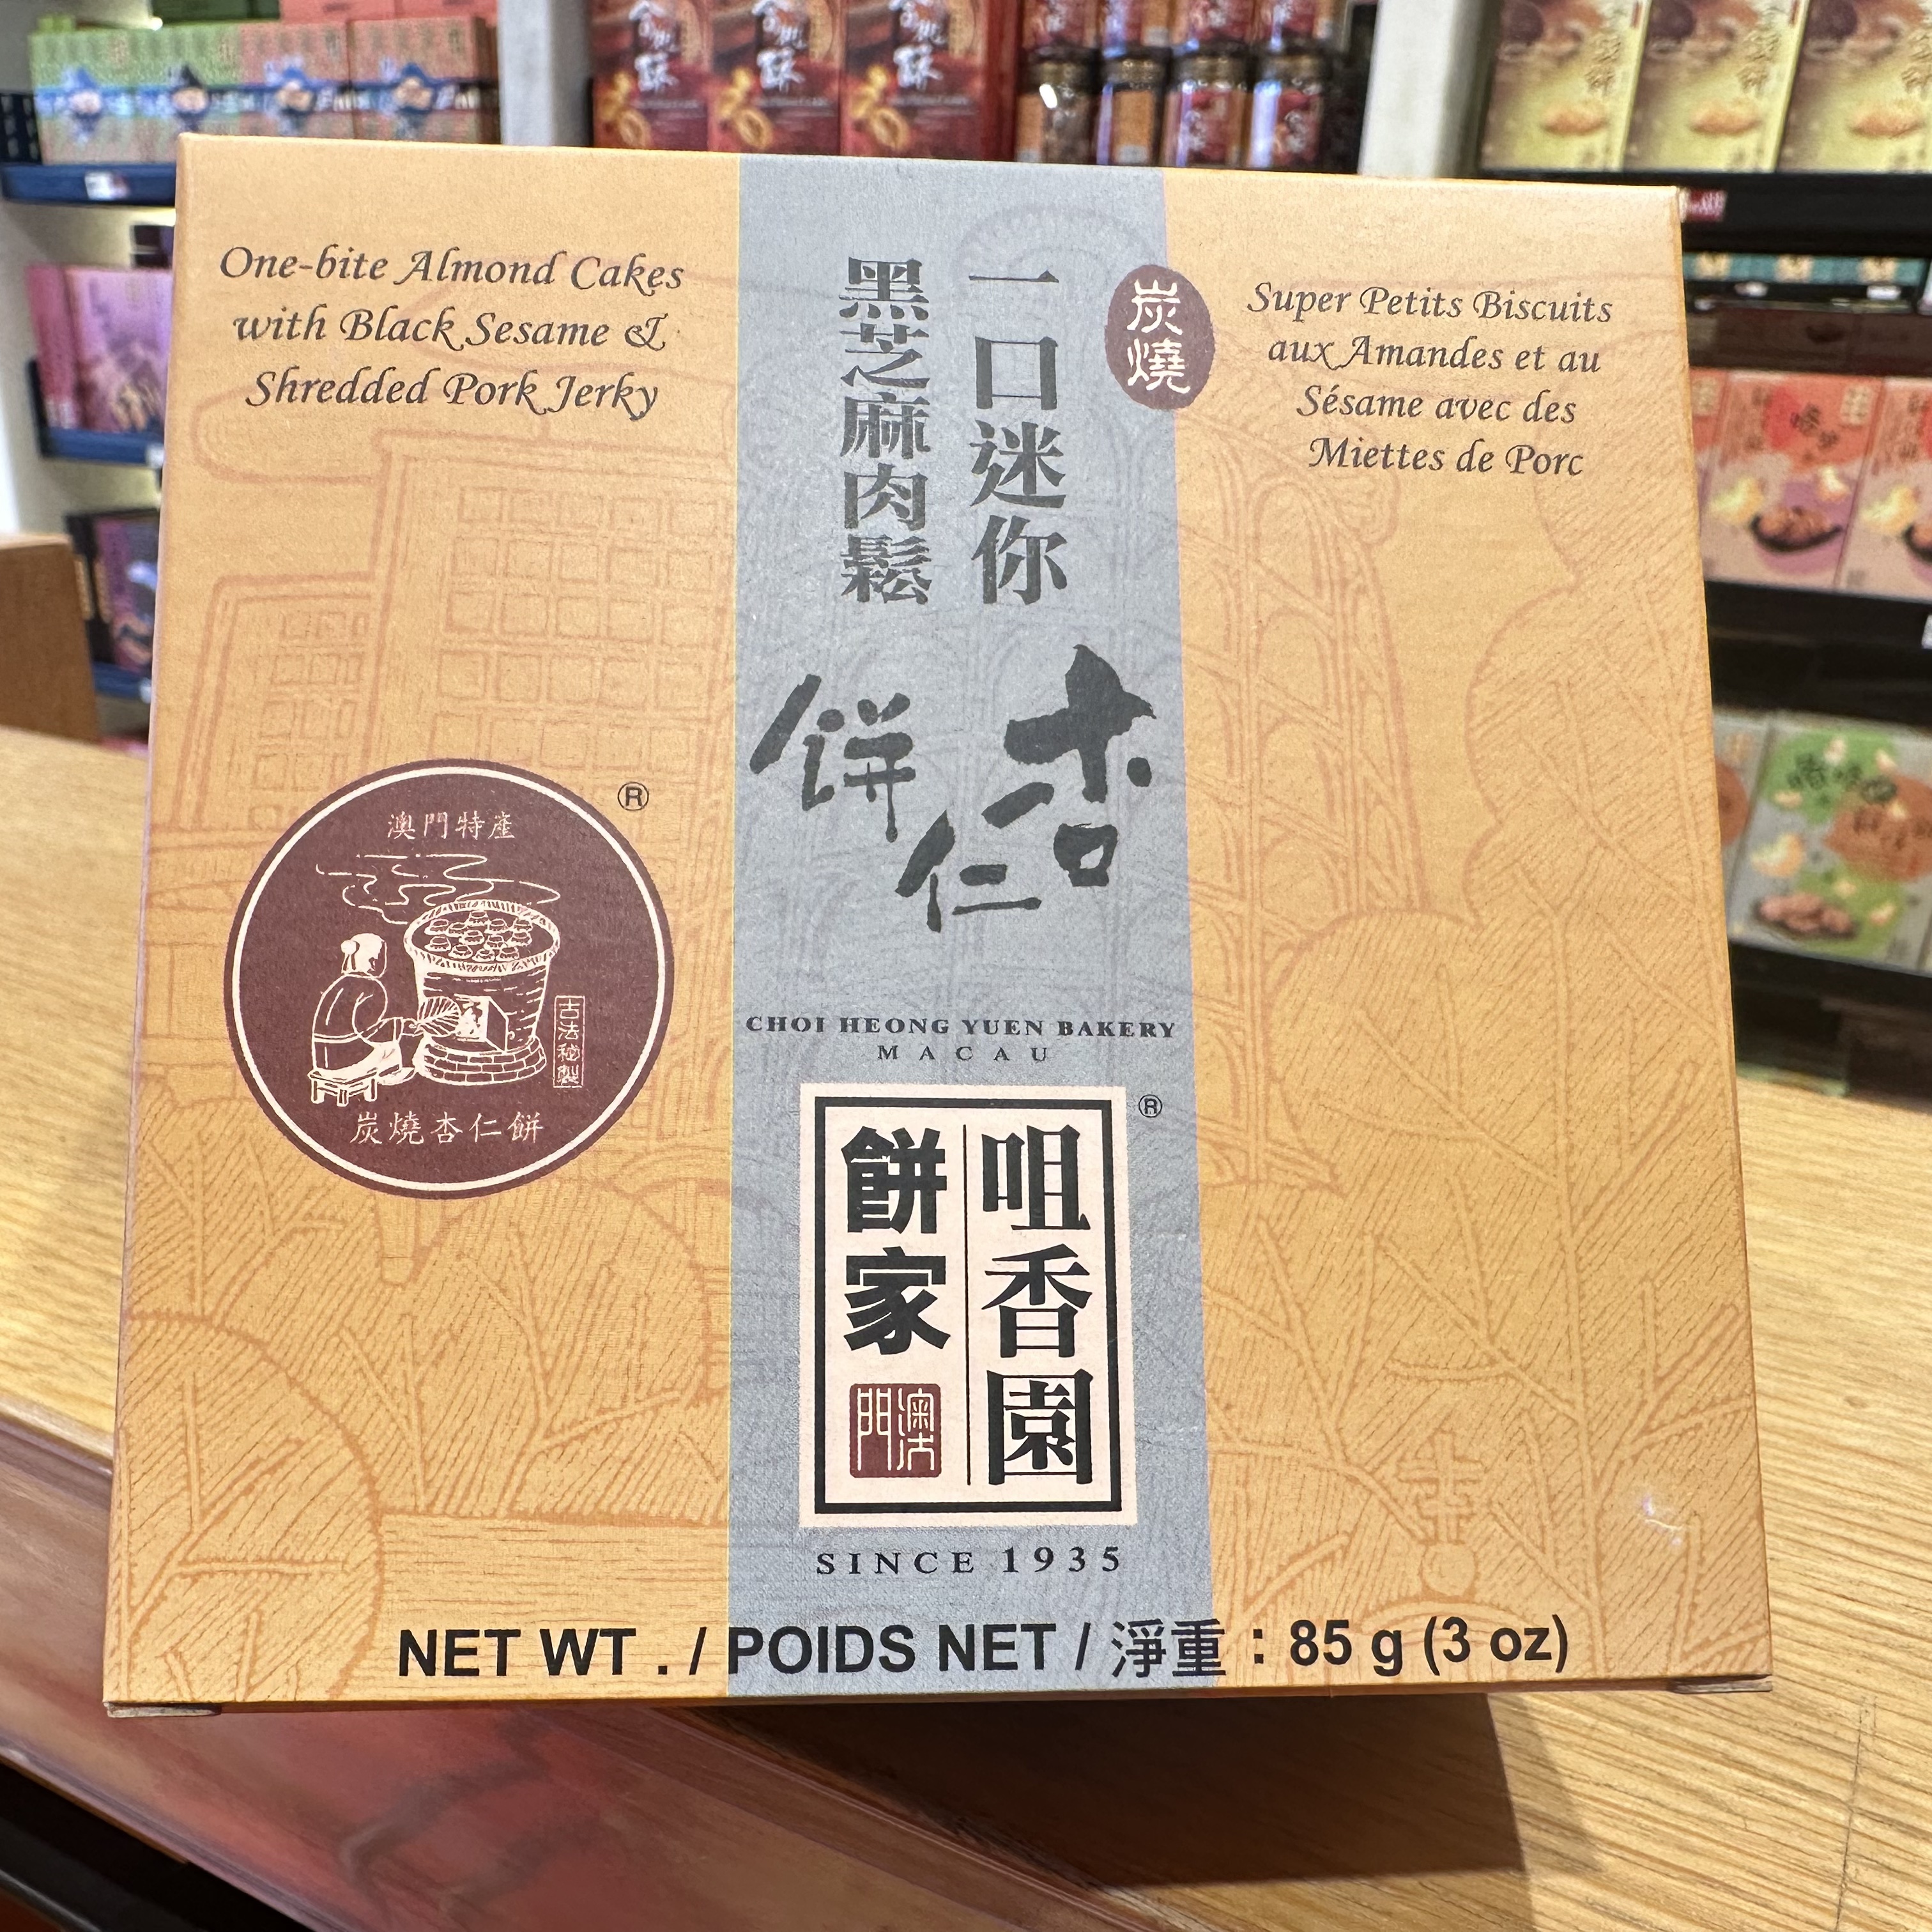 One-bite Almond Cakes
with Black Sesame &
Shredded Pork Jerky
炭燒
一口迷你
黑芝麻肉鬆
杏仁餅
Super Petits Biscuits
aux Amandes et au
Sésame avec des
Miettes de Porc
®
澳門特產
古法秘製
炭燒杏仁餅
CHOI HEONG YUEN BAKERY
MACAU
®
咀香園
餅家
澳門
SINCE 1935
NET WT . / POIDS NET / 淨重 : 85 g (3 oz)